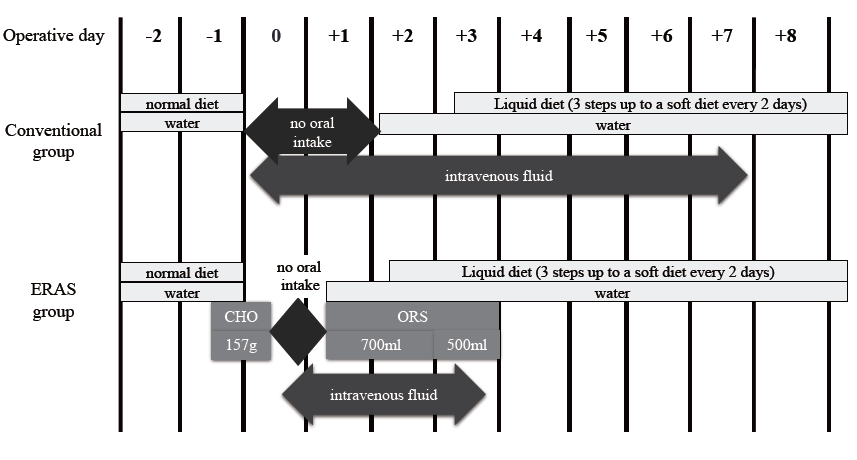 Operative day -2 -1 0 +1 +2 +3 +4 +5 +6 +7 +8
Conventional
group
normal diet
water
no oral
intake
Liquid diet (3 steps up to a soft diet every 2 days)
water
intravenous fluid
ERAS
group
normal diet
water
no oral
intake
Liquid diet (3 steps up to a soft diet every 2 days)
water
CHO
157g
ORS
700ml
500ml
intravenous fluid